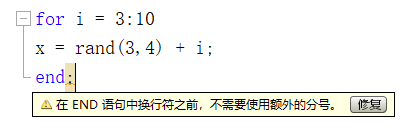 for i = 3:10
x = rand(3,4) + i;
end;
在 END 语句中换行符之前，不需要使用额外的分号。 修复